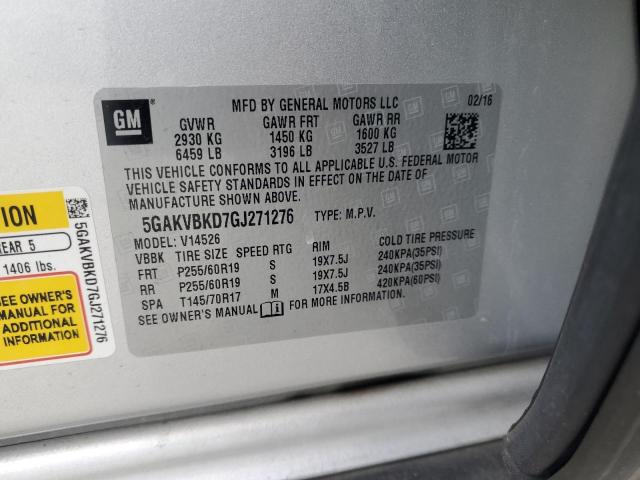 GM
MFD BY GENERAL MOTORS LLC 02/16
GVWR GAWR FRT GAWR RR
2930 KG 1450 KG 1600 KG
6459 LB 3196 LB 3527 LB
THIS VEHICLE CONFORMS TO ALL APPLICABLE U.S. FEDERAL MOTOR
VEHICLE SAFETY STANDARDS IN EFFECT ON THE DATE OF
MANUFACTURE SHOWN ABOVE.
5GAKVBKD7GJ271276 TYPE: M.P.V.
MODEL: V14526
VBBK TIRE SIZE SPEED RTG RIM COLD TIRE PRESSURE
FRT P255/60R19 S 19X7.5J 240KPA(35PSI)
RR P255/60R19 S 19X7.5J 240KPA(35PSI)
SPA T145/70R17 M 17X4.5B 420KPA(60PSI)
SEE OWNER'S MANUAL FOR MORE INFORMATION
REAR 5
1406 lbs.
SEE OWNER'S
MANUAL FOR
ADDITIONAL
INFORMATION
5GAKVBKD7GJ271276